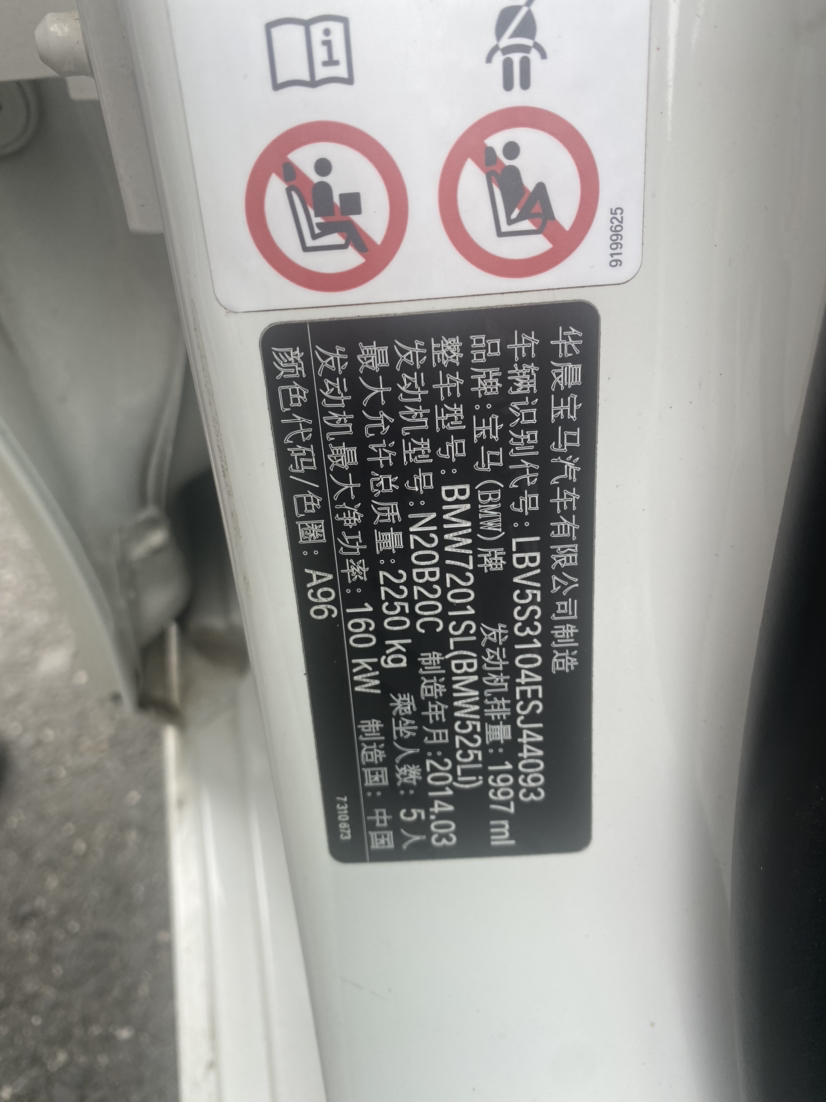 9199625
华晨宝马汽车有限公司制造
车辆识别代号:LBV5S3104ESJ44093
品牌:宝马(BMW)牌 发动机排量:1997 ml
整车型号:BMW7201SL(BMW525Li)
发动机型号:N20B20C 制造年月:2014.03
最大允许总质量:2250 kg 乘坐人数:5人
发动机最大净功率:160 kW 制造国:中国
颜色代码/色圈:A96
7 310 673